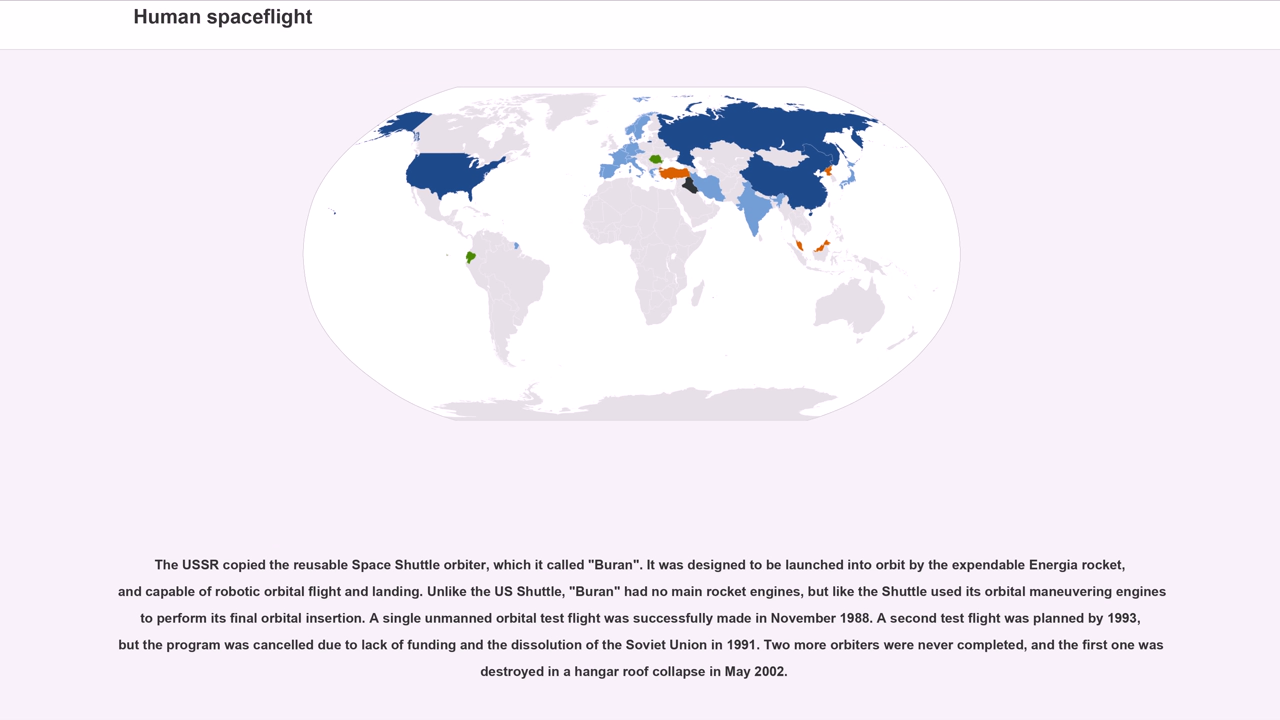 Human spaceflight
The USSR copied the reusable Space Shuttle orbiter, which it called "Buran". It was designed to be launched into orbit by the expendable Energia rocket,
and capable of robotic orbital flight and landing. Unlike the US Shuttle, "Buran" had no main rocket engines, but like the Shuttle used its orbital maneuvering engines
to perform its final orbital insertion. A single unmanned orbital test flight was successfully made in November 1988. A second test flight was planned by 1993,
but the program was cancelled due to lack of funding and the dissolution of the Soviet Union in 1991. Two more orbiters were never completed, and the first one was
destroyed in a hangar roof collapse in May 2002.